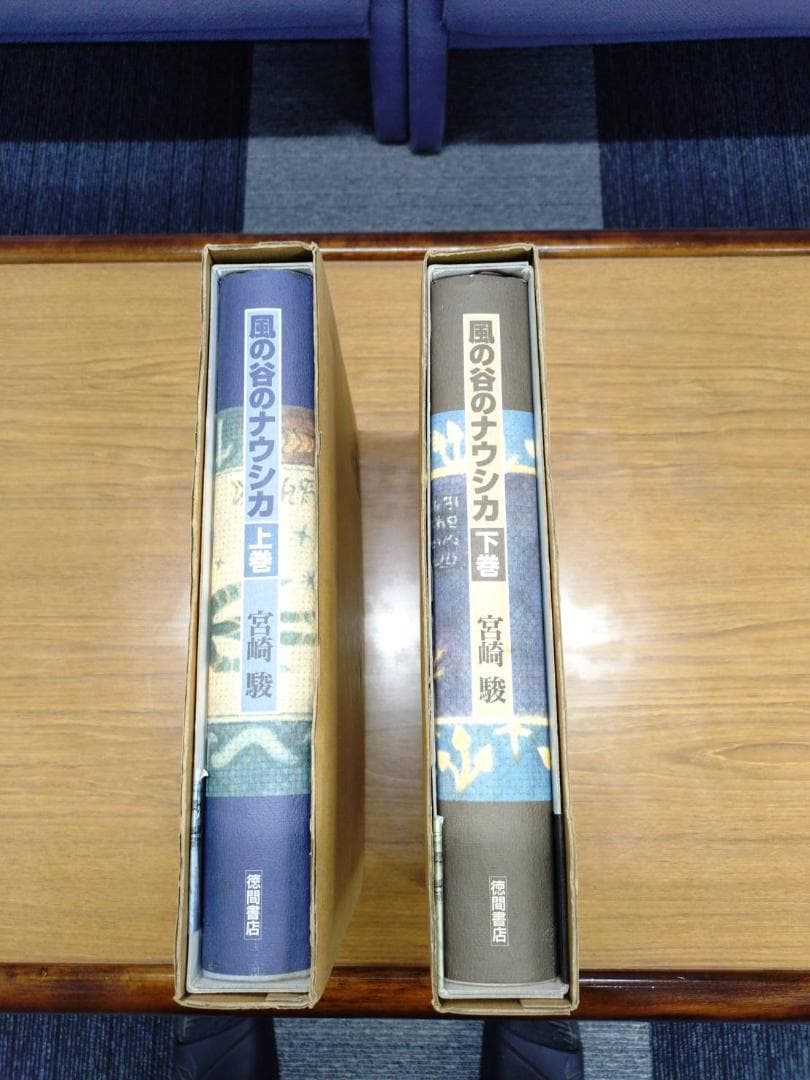 風の谷のナウシカ
上巻
宮崎 駿
徳間書店
風の谷のナウシカ
下巻
宮崎 駿
徳間書店